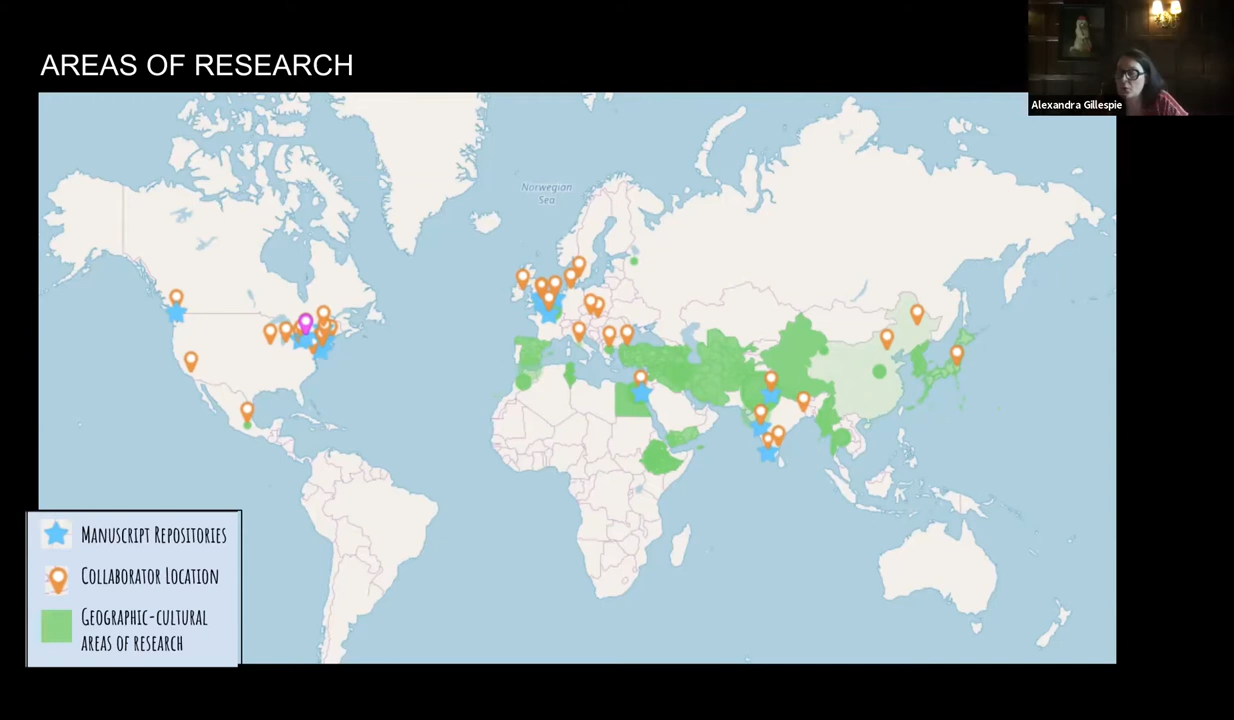 AREAS OF RESEARCH
Alexandra Gillespie
Norwegian
Sea
MANUSCRIPT REPOSITORIES
COLLABORATOR LOCATION
GEOGRAPHIC-CULTURAL
AREAS OF RESEARCH